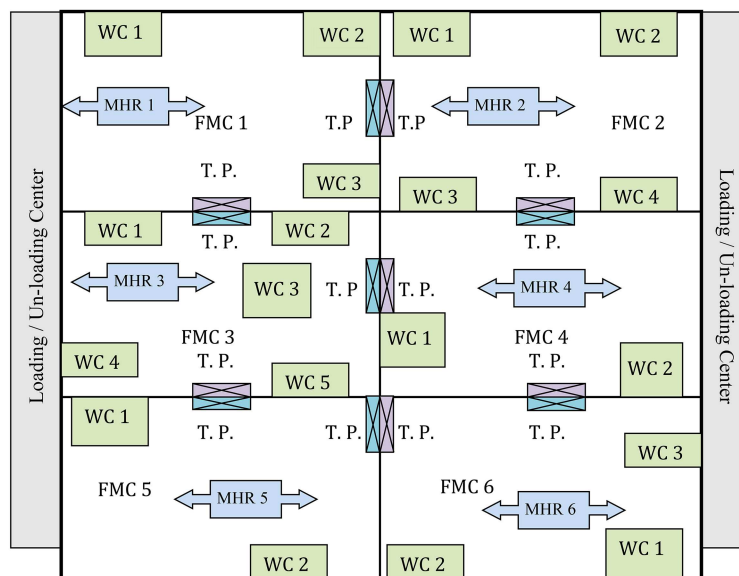 Loading / Un-loading Center
WC 1
WC 2
WC 1
WC 2
MHR 1
FMC 1
T.P
T.P
MHR 2
FMC 2
T. P.
WC 3
WC 3
T. P.
WC 4
WC 1
T. P.
WC 2
T. P.
MHR 3
WC 3
T. P
T. P.
MHR 4
FMC 3
WC 1
FMC 4
WC 4
T. P.
WC 5
T. P.
WC 2
WC 1
T. P.
T. P.
T. P.
T. P.
WC 3
FMC 5
MHR 5
FMC 6
MHR 6
WC 2
WC 2
WC 1
Loading / Un-loading Center